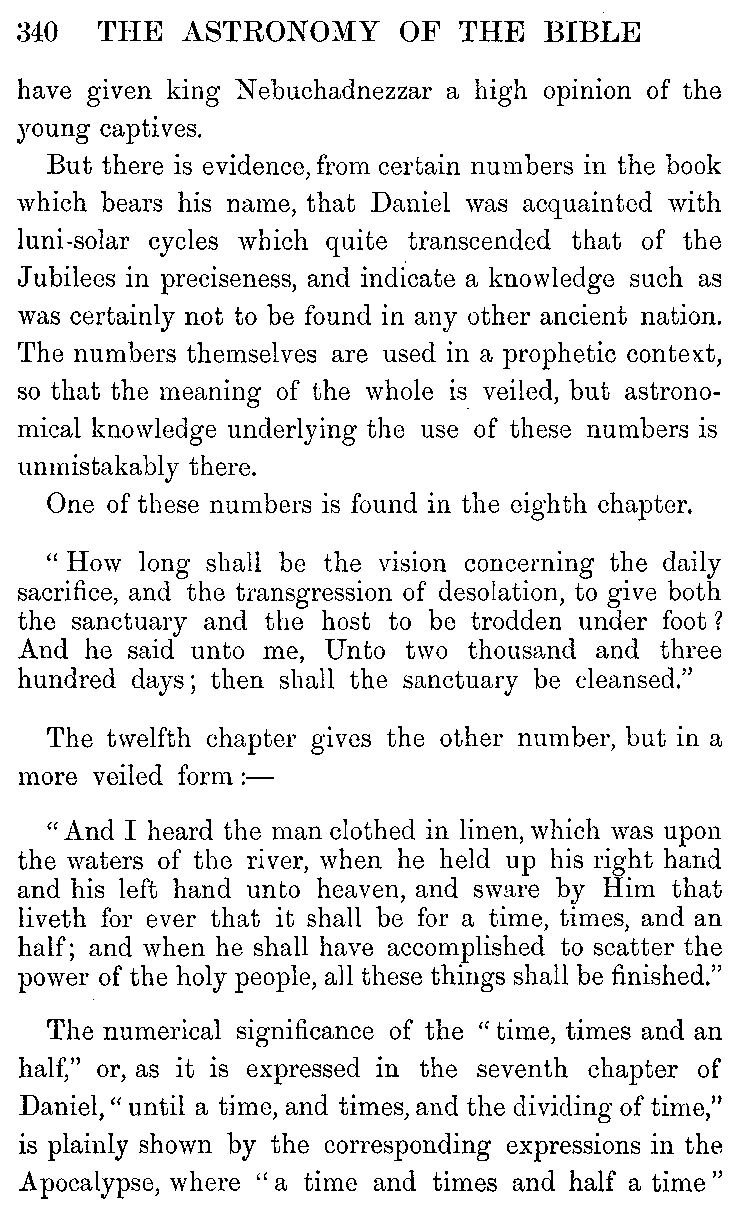 340 THE ASTRONOMY OF THE BIBLE
have given king Nebuchadnezzar a high opinion of the
young captives.
But there is evidence, from certain numbers in the book
which bears his name, that Daniel was acquainted with
luni-solar cycles which quite transcended that of the
Jubilees in preciseness, and indicate a knowledge such as
was certainly not to be found in any other ancient nation.
The numbers themselves are used in a prophetic context,
so that the meaning of the whole is veiled, but astrono-
mical knowledge underlying the use of these numbers is
unmistakably there.
One of these numbers is found in the eighth chapter.
“ How long shall be the vision concerning the daily
sacrifice, and the transgression of desolation, to give both
the sanctuary and the host to be trodden under foot ?
And he said unto me, Unto two thousand and three
hundred days ; then shall the sanctuary be cleansed.”
The twelfth chapter gives the other number, but in a
more veiled form :—
“ And I heard the man clothed in linen, which was upon
the waters of the river, when he held up his right hand
and his left hand unto heaven, and sware by Him that
liveth for ever that it shall be for a time, times, and an
half ; and when he shall have accomplished to scatter the
power of the holy people, all these things shall be finished.”
The numerical significance of the “ time, times and an
half,” or, as it is expressed in the seventh chapter of
Daniel, “ until a time, and times, and the dividing of time,”
is plainly shown by the corresponding expressions in the
Apocalypse, where “ a time and times and half a time ”